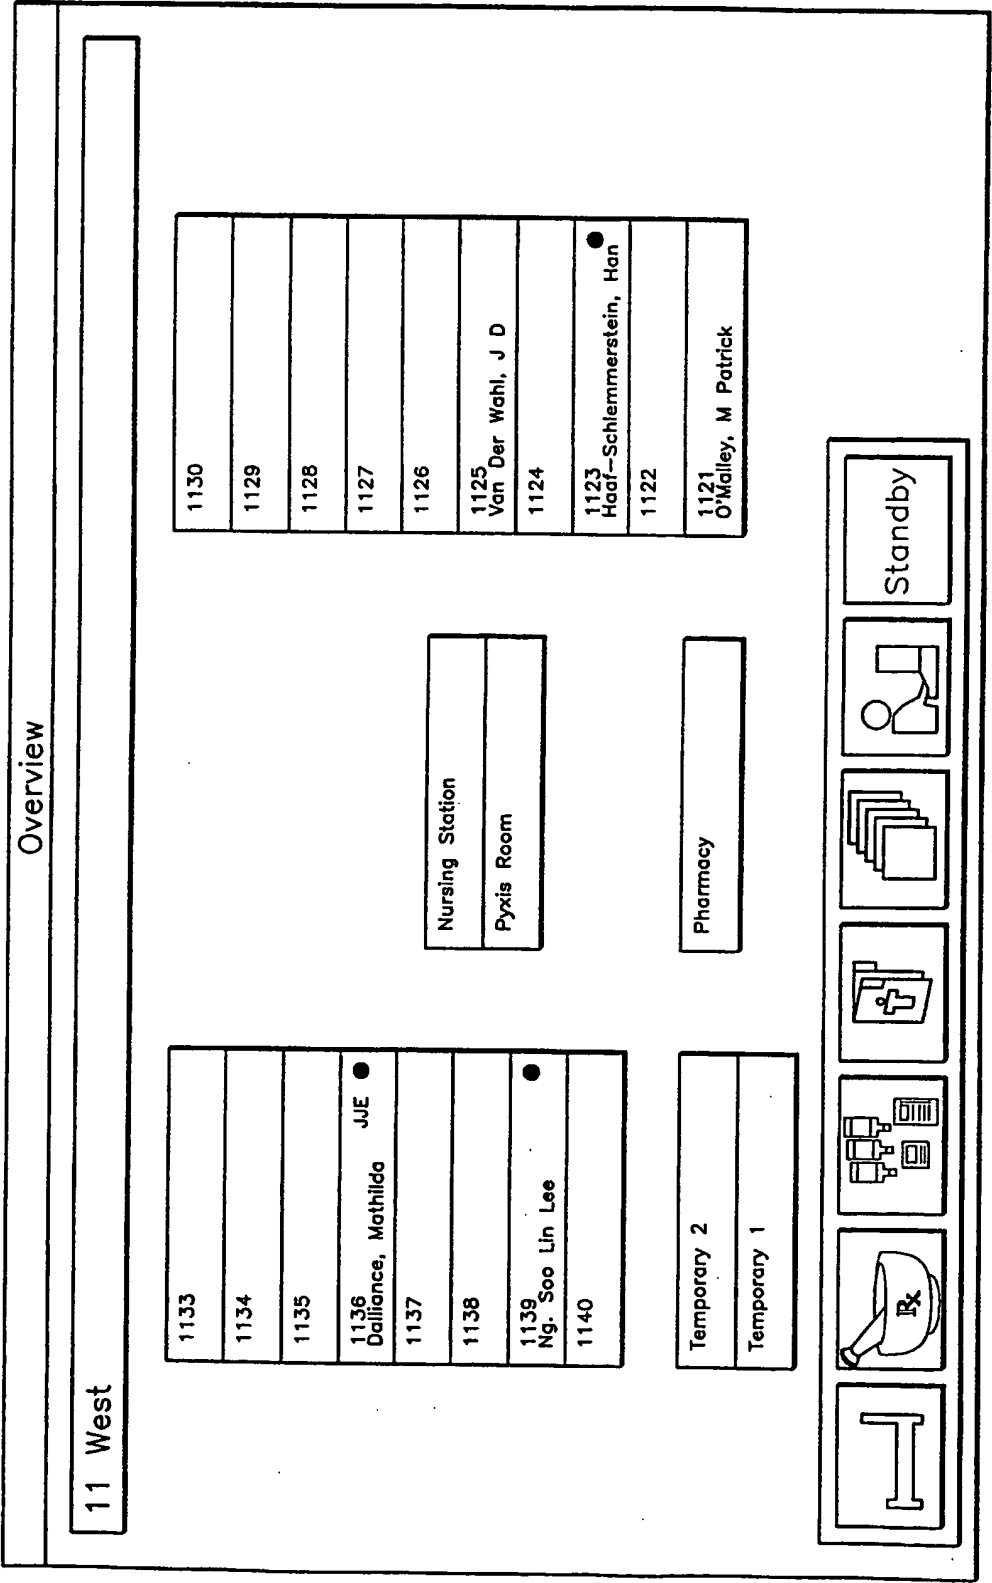 Overview
11 West
1133
1134
1135
1136
Dalliance, Mathilda JJE
1137
1138
1139
Ng. Soo Lin Lee
1140
Temporary 2
Temporary 1
Nursing Station
Pyxis Room
Pharmacy
1130
1129
1128
1127
1126
1125
Van Der Wahl, J D
1124
1123
Haaf-Schlemmerstein, Han
1122
1121
O'Malley, M Patrick
Rx
Standby